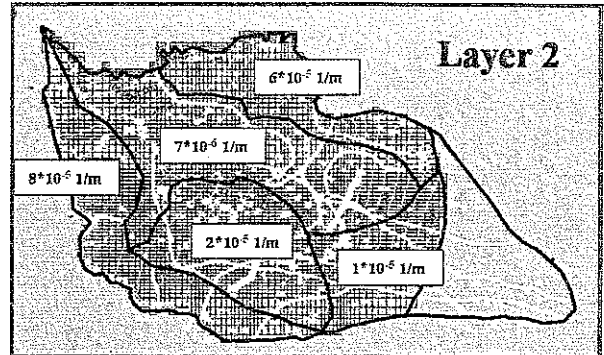 Layer 2
6*10⁻⁵ 1/m
7*10⁻⁶ 1/m
8*10⁻⁵ 1/m
2*10⁻⁵ 1/m
1*10⁻⁵ 1/m